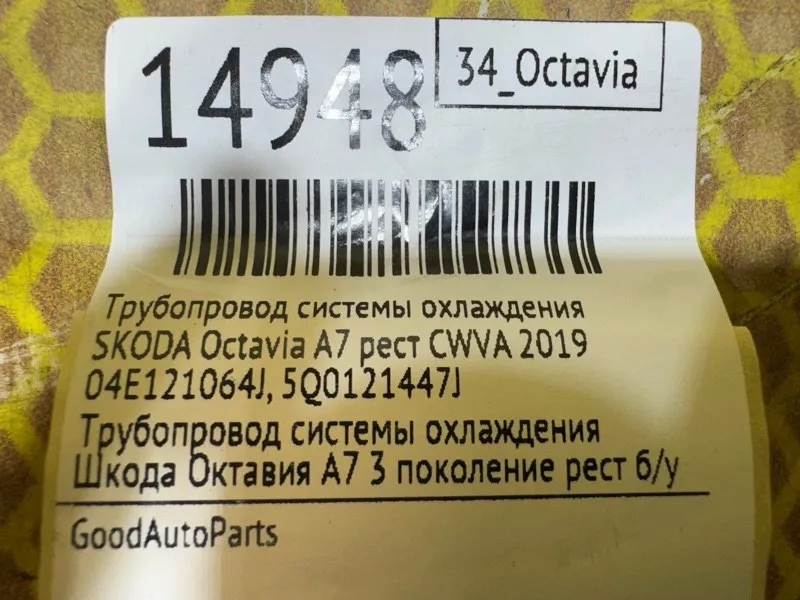 14948
34_Octavia
Трубопровод системы охлаждения
SKODA Octavia A7 рест CWVA 2019
04E121064J, 5Q0121447J
Трубопровод системы охлаждения
Шкода Октавия А7 3 поколение рест б/у
GoodAutoParts